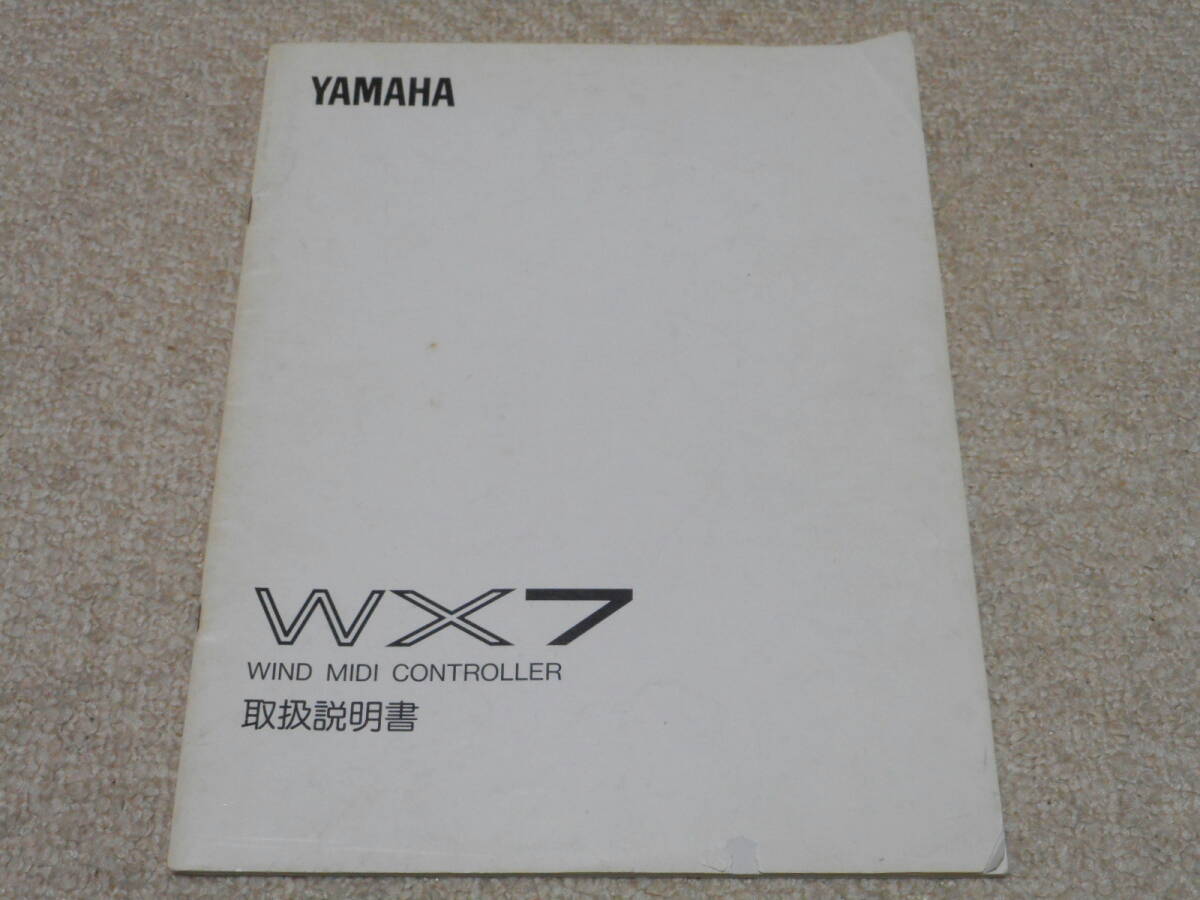 YAMAHA
WX7
WIND MIDI CONTROLLER
取扱説明書